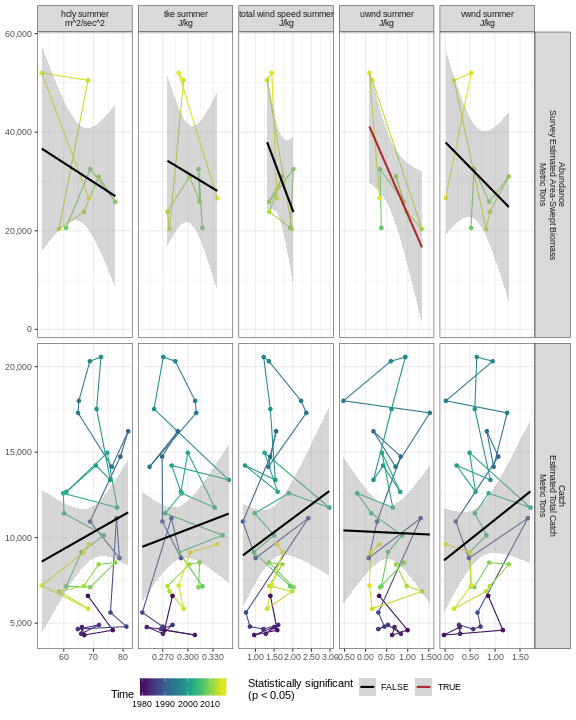 hdly summer
m^2/sec^2
tke summer
J/kg
total wind speed summer
J/kg
uwnd summer
J/kg
vwnd summer
J/kg
60,000
40,000
20,000
0
Abundance
Survey Estimated Area-Swept Biomass
Metric Tons
20,000
15,000
10,000
5,000
Catch
Estimated Total Catch
Metric Tons
60 70 80
0.270 0.300 0.330
1.00 1.50 2.00 2.50 3.00
0.50 0.00 0.50 1.00 1.50
0.00 0.50 1.00 1.50
Time
1980 1990 2000 2010
Statistically significant
(p < 0.05)
FALSE
TRUE